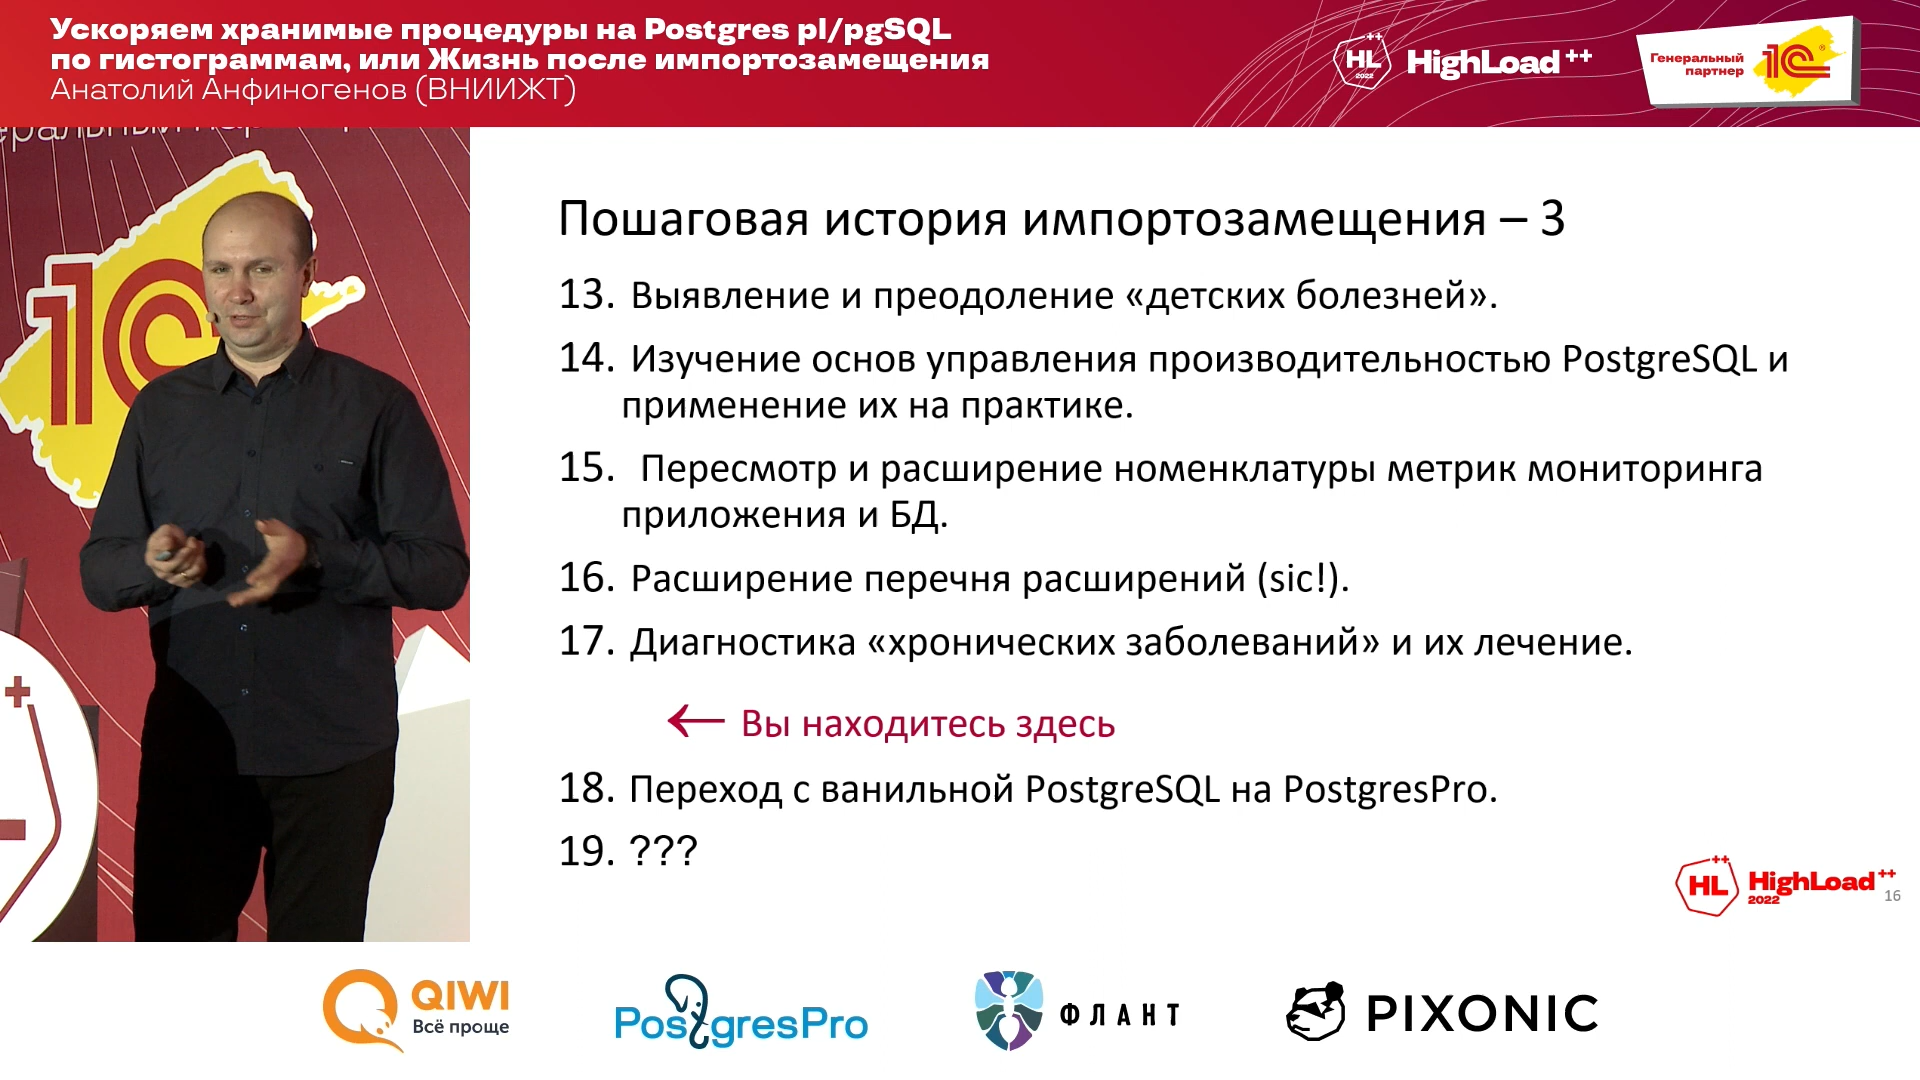 Ускоряем хранимые процедуры на Postgres pl/pgSQL
по гистограммам, или Жизнь после импортозамещения
Анатолий Анфиногенов (ВНИИЖТ)
HL++
2022
HighLoad++
Генеральный
партнер
1С
1С
Пошаговая история импортозамещения – 3
13. Выявление и преодоление «детских болезней».
14. Изучение основ управления производительностью PostgreSQL и
применение их на практике.
15. Пересмотр и расширение номенклатуры метрик мониторинга
приложения и БД.
16. Расширение перечня расширений (sic!).
17. Диагностика «хронических заболеваний» и их лечение.
← Вы находитесь здесь
18. Переход с ванильной PostgreSQL на PostgresPro.
19. ???
HL++
HighLoad++
2022
16
QIWI
Всё проще
PostgresPro
ФЛАНТ
PIXONIC